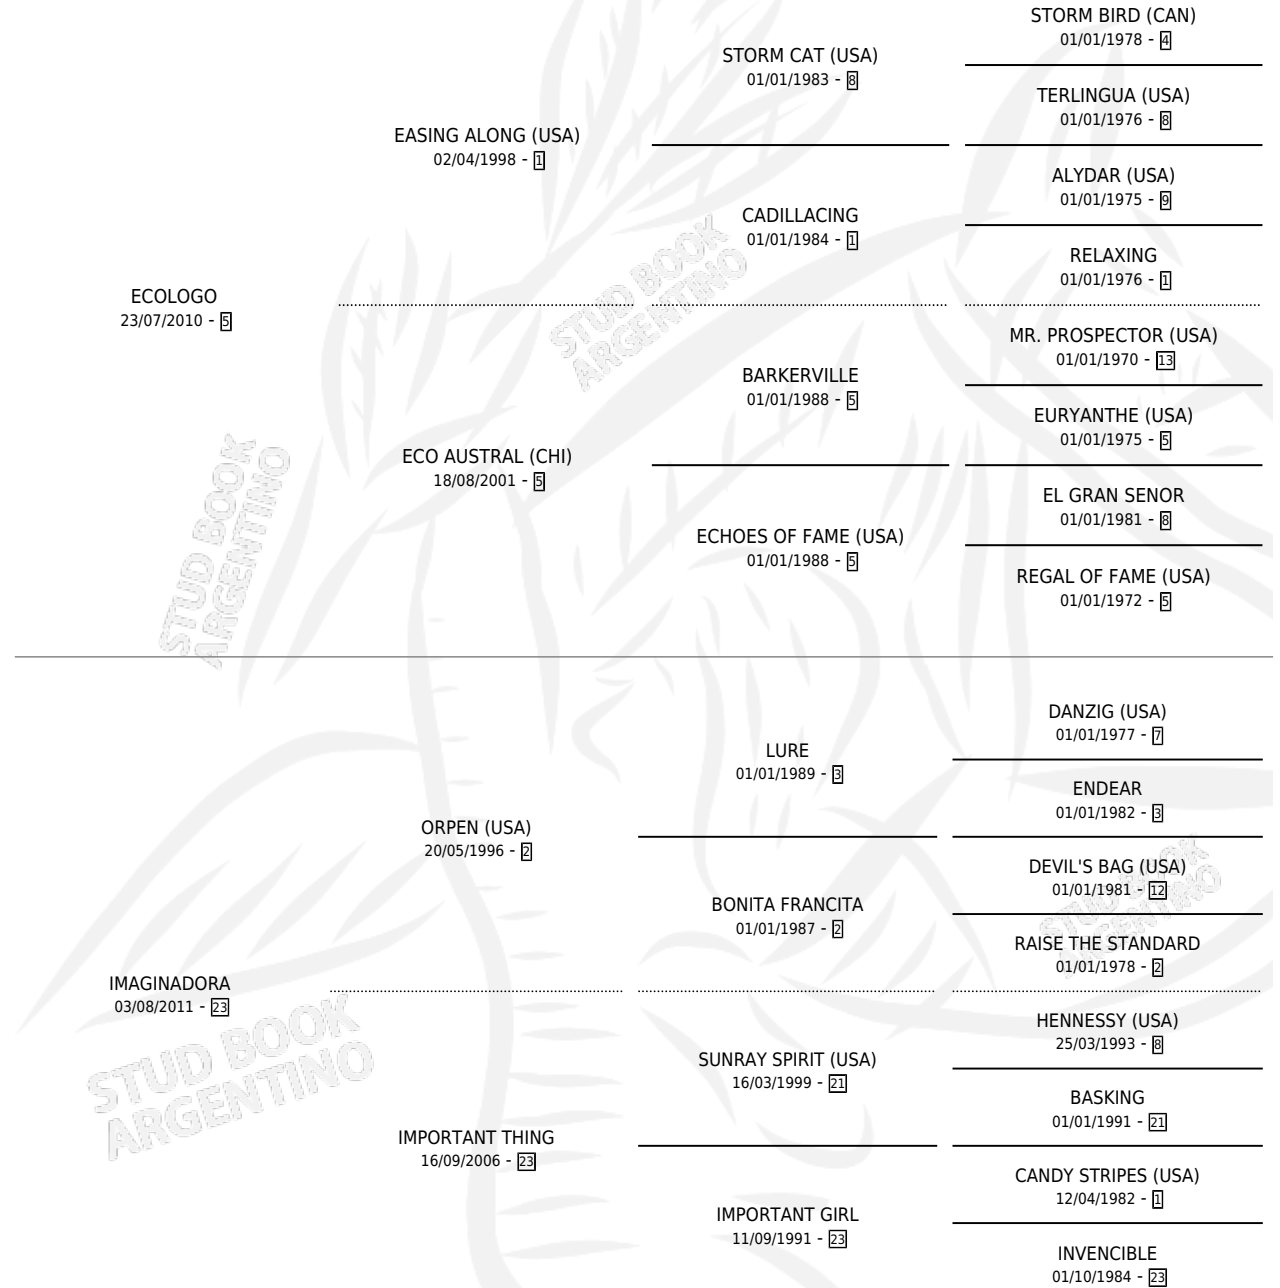 STORM BIRD (CAN)
01/01/1978 - 4
STORM CAT (USA)
01/01/1983 - 8
TERLINGUA (USA)
01/01/1976 - 8
EASING ALONG (USA)
02/04/1998 - 1
ALYDAR (USA)
01/01/1975 - 9
CADILLACING
01/01/1984 - 1
RELAXING
01/01/1976 - 1
ECOLOGO
23/07/2010 - 5
MR. PROSPECTOR (USA)
01/01/1970 - 13
BARKERVILLE
01/01/1988 - 5
EURYANTHE (USA)
01/01/1975 - 5
ECO AUSTRAL (CHI)
18/08/2001 - 5
EL GRAN SENOR
01/01/1981 - 8
ECHOES OF FAME (USA)
01/01/1988 - 5
REGAL OF FAME (USA)
01/01/1972 - 5
DANZIG (USA)
01/01/1977 - 7
LURE
01/01/1989 - 3
ENDEAR
01/01/1982 - 3
ORPEN (USA)
20/05/1996 - 2
DEVIL'S BAG (USA)
01/01/1981 - 12
BONITA FRANCITA
01/01/1987 - 2
RAISE THE STANDARD
01/01/1978 - 2
IMAGINADORA
03/08/2011 - 23
HENNESSY (USA)
25/03/1993 - 8
SUNRAY SPIRIT (USA)
16/03/1999 - 21
BASKING
01/01/1991 - 21
IMPORTANT THING
16/09/2006 - 23
CANDY STRIPES (USA)
12/04/1982 - 1
IMPORTANT GIRL
11/09/1991 - 23
INVENCIBLE
01/10/1984 - 23
STUD BOOK
ARGENTINO
STUD BOOK
ARGENTINO
STUD BOOK
ARGENTINO
STUD BOOK
ARGENTINO